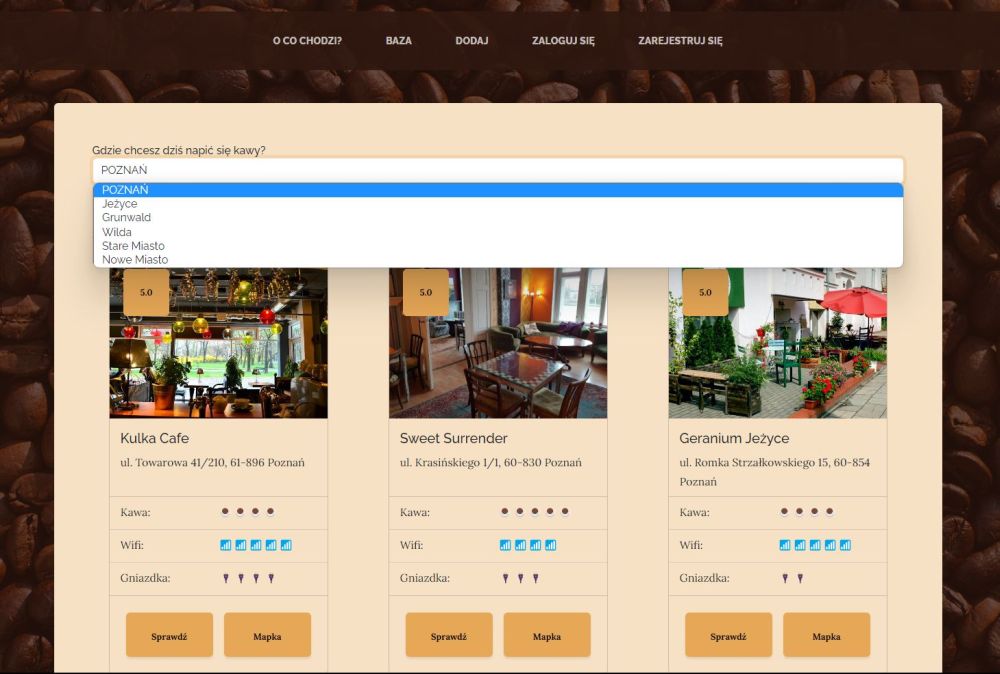 O CO CHODZI? BAZA DODAJ ZALOGUJ SIĘ ZAREJESTRUJ SIĘ
Gdzie chcesz dziś napić się kawy?
POZNAŃ
POZNAŃ
Jeżyce
Grunwald
Wilda
Stare Miasto
Nowe Miasto
5.0
Kulka Cafe
ul. Towarowa 41/210, 61-896 Poznań
Kawa:
Wifi:
Gniazdka:
Sprawdź Mapka
5.0
Sweet Surrender
ul. Krasińskiego 1/1, 60-830 Poznań
Kawa:
Wifi:
Gniazdka:
Sprawdź Mapka
5.0
Geranium Jeżyce
ul. Romka Strzałkowskiego 15, 60-854
Poznań
Kawa:
Wifi:
Gniazdka:
Sprawdź Mapka